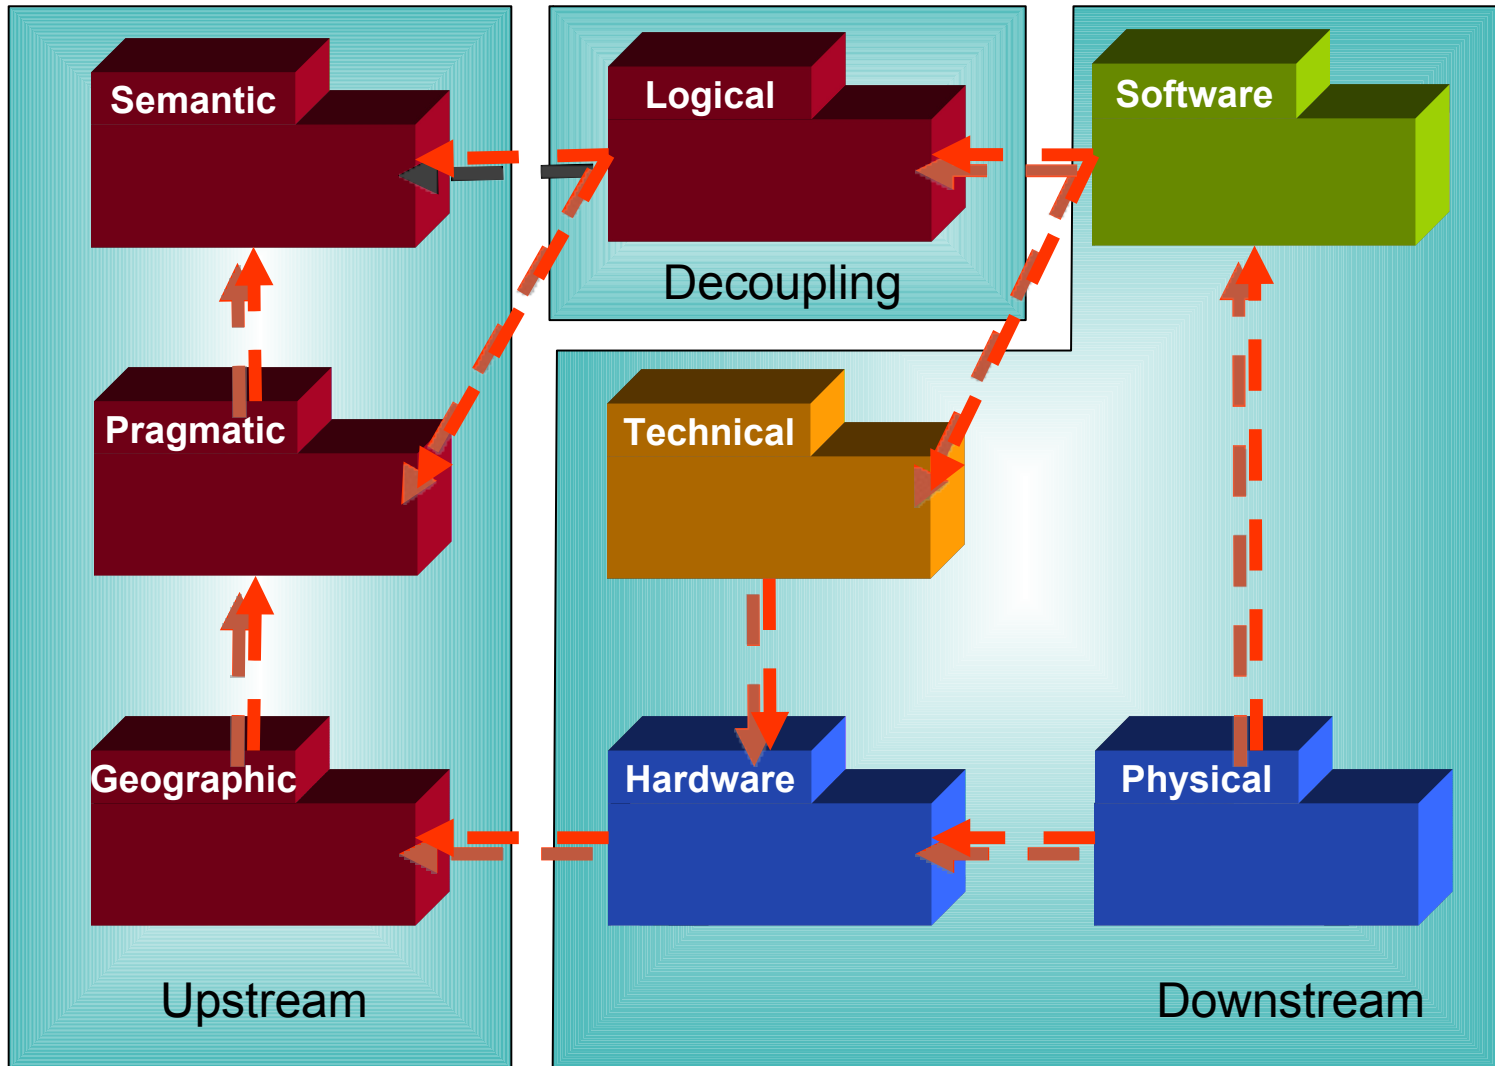 Semantic
Logical
Software
Decoupling
Pragmatic
Technical
Geographic
Hardware
Physical
Upstream
Downstream